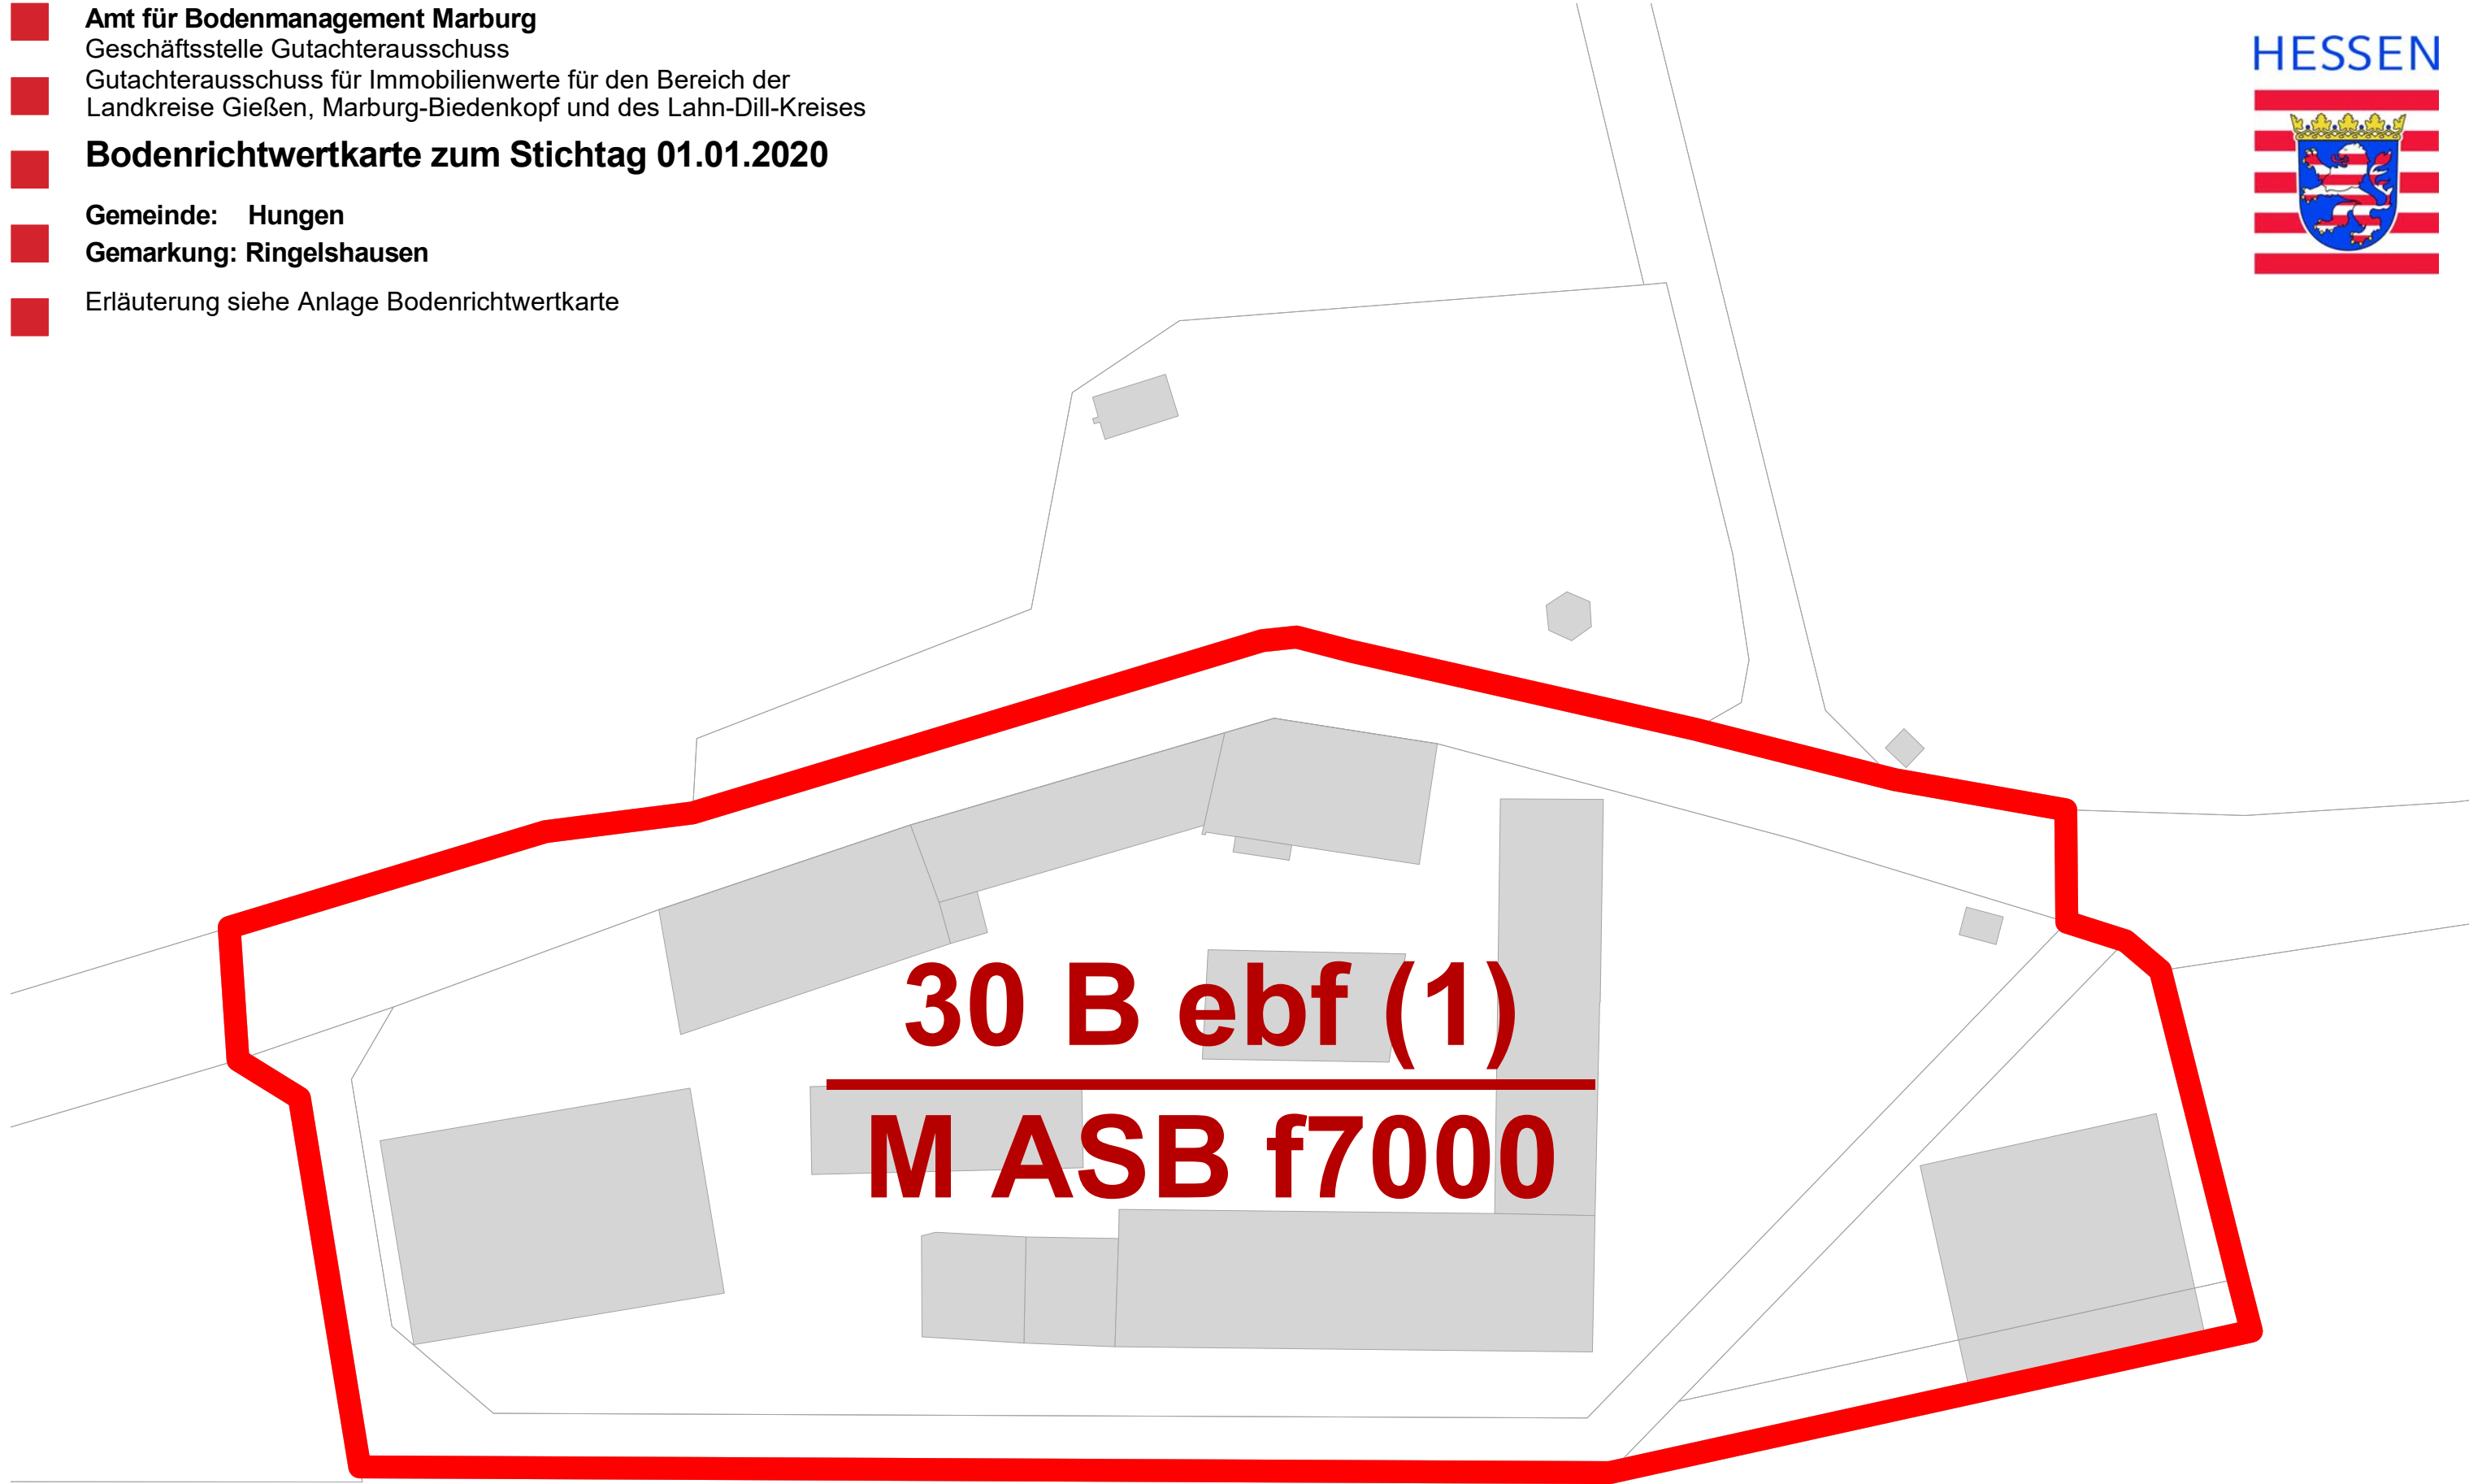 Amt für Bodenmanagement Marburg
Geschäftsstelle Gutachterausschuss
Gutachterausschuss für Immobilienwerte für den Bereich der
Landkreise Gießen, Marburg-Biedenkopf und des Lahn-Dill-Kreises
Bodenrichtwertkarte zum Stichtag 01.01.2020
Gemeinde: Hungen
Gemarkung: Ringelshausen
Erläuterung siehe Anlage Bodenrichtwertkarte
HESSEN
30 B ebf (1)
M ASB f7000